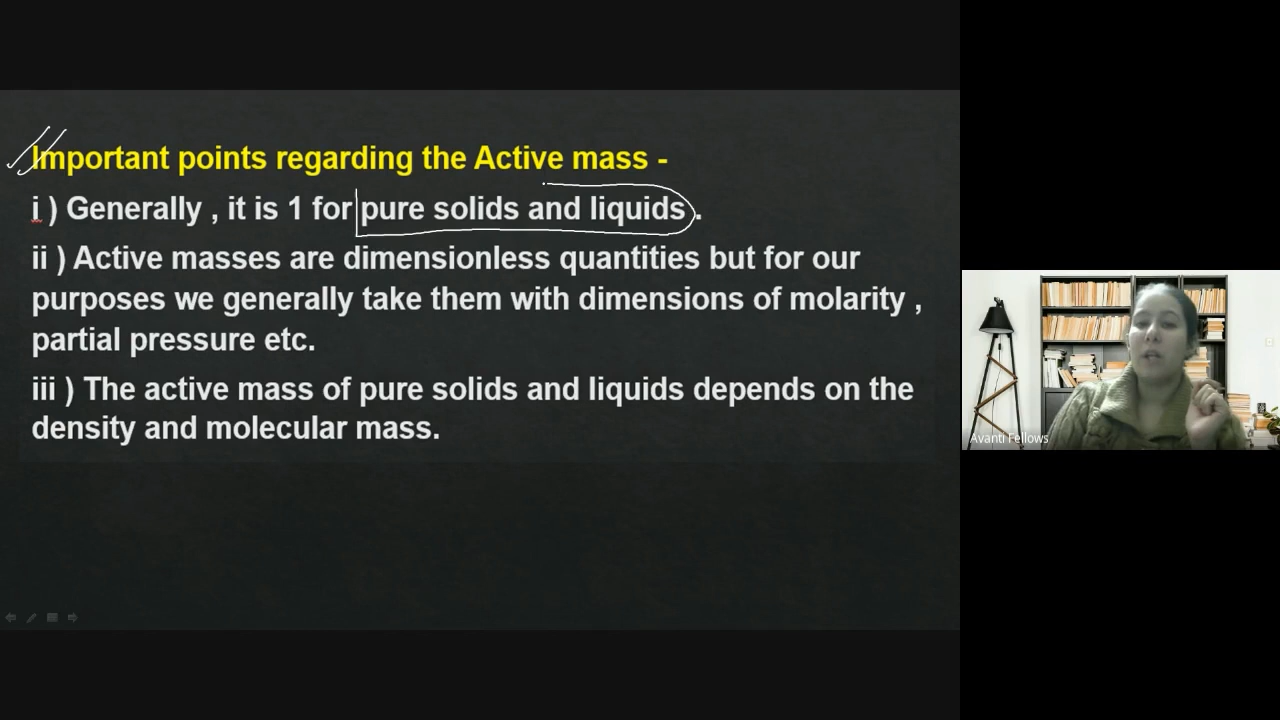 Important points regarding the Active mass -
i ) Generally , it is 1 for pure solids and liquids .
ii ) Active masses are dimensionless quantities but for our
purposes we generally take them with dimensions of molarity ,
partial pressure etc.
iii ) The active mass of pure solids and liquids depends on the
density and molecular mass.
Avanti Fellows